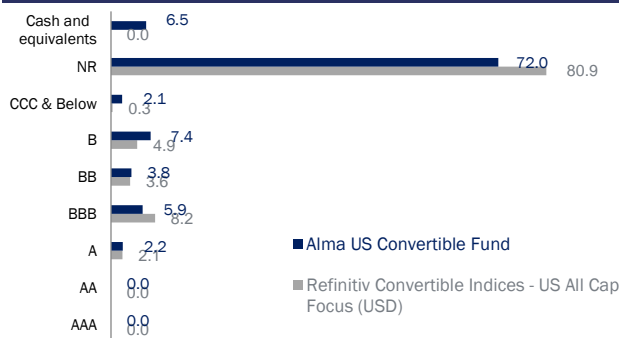 Cash and
equivalents
6.5
0.0
NR
72.0
80.9
CCC & Below
2.1
0.3
B
7.4
4.9
BB
3.8
3.6
BBB
5.9
8.2
A
2.2
2.1
AA
0.0
0.0
AAA
0.0
0.0
Alma US Convertible Fund
Refinitiv Convertible Indices - US All Cap
Focus (USD)